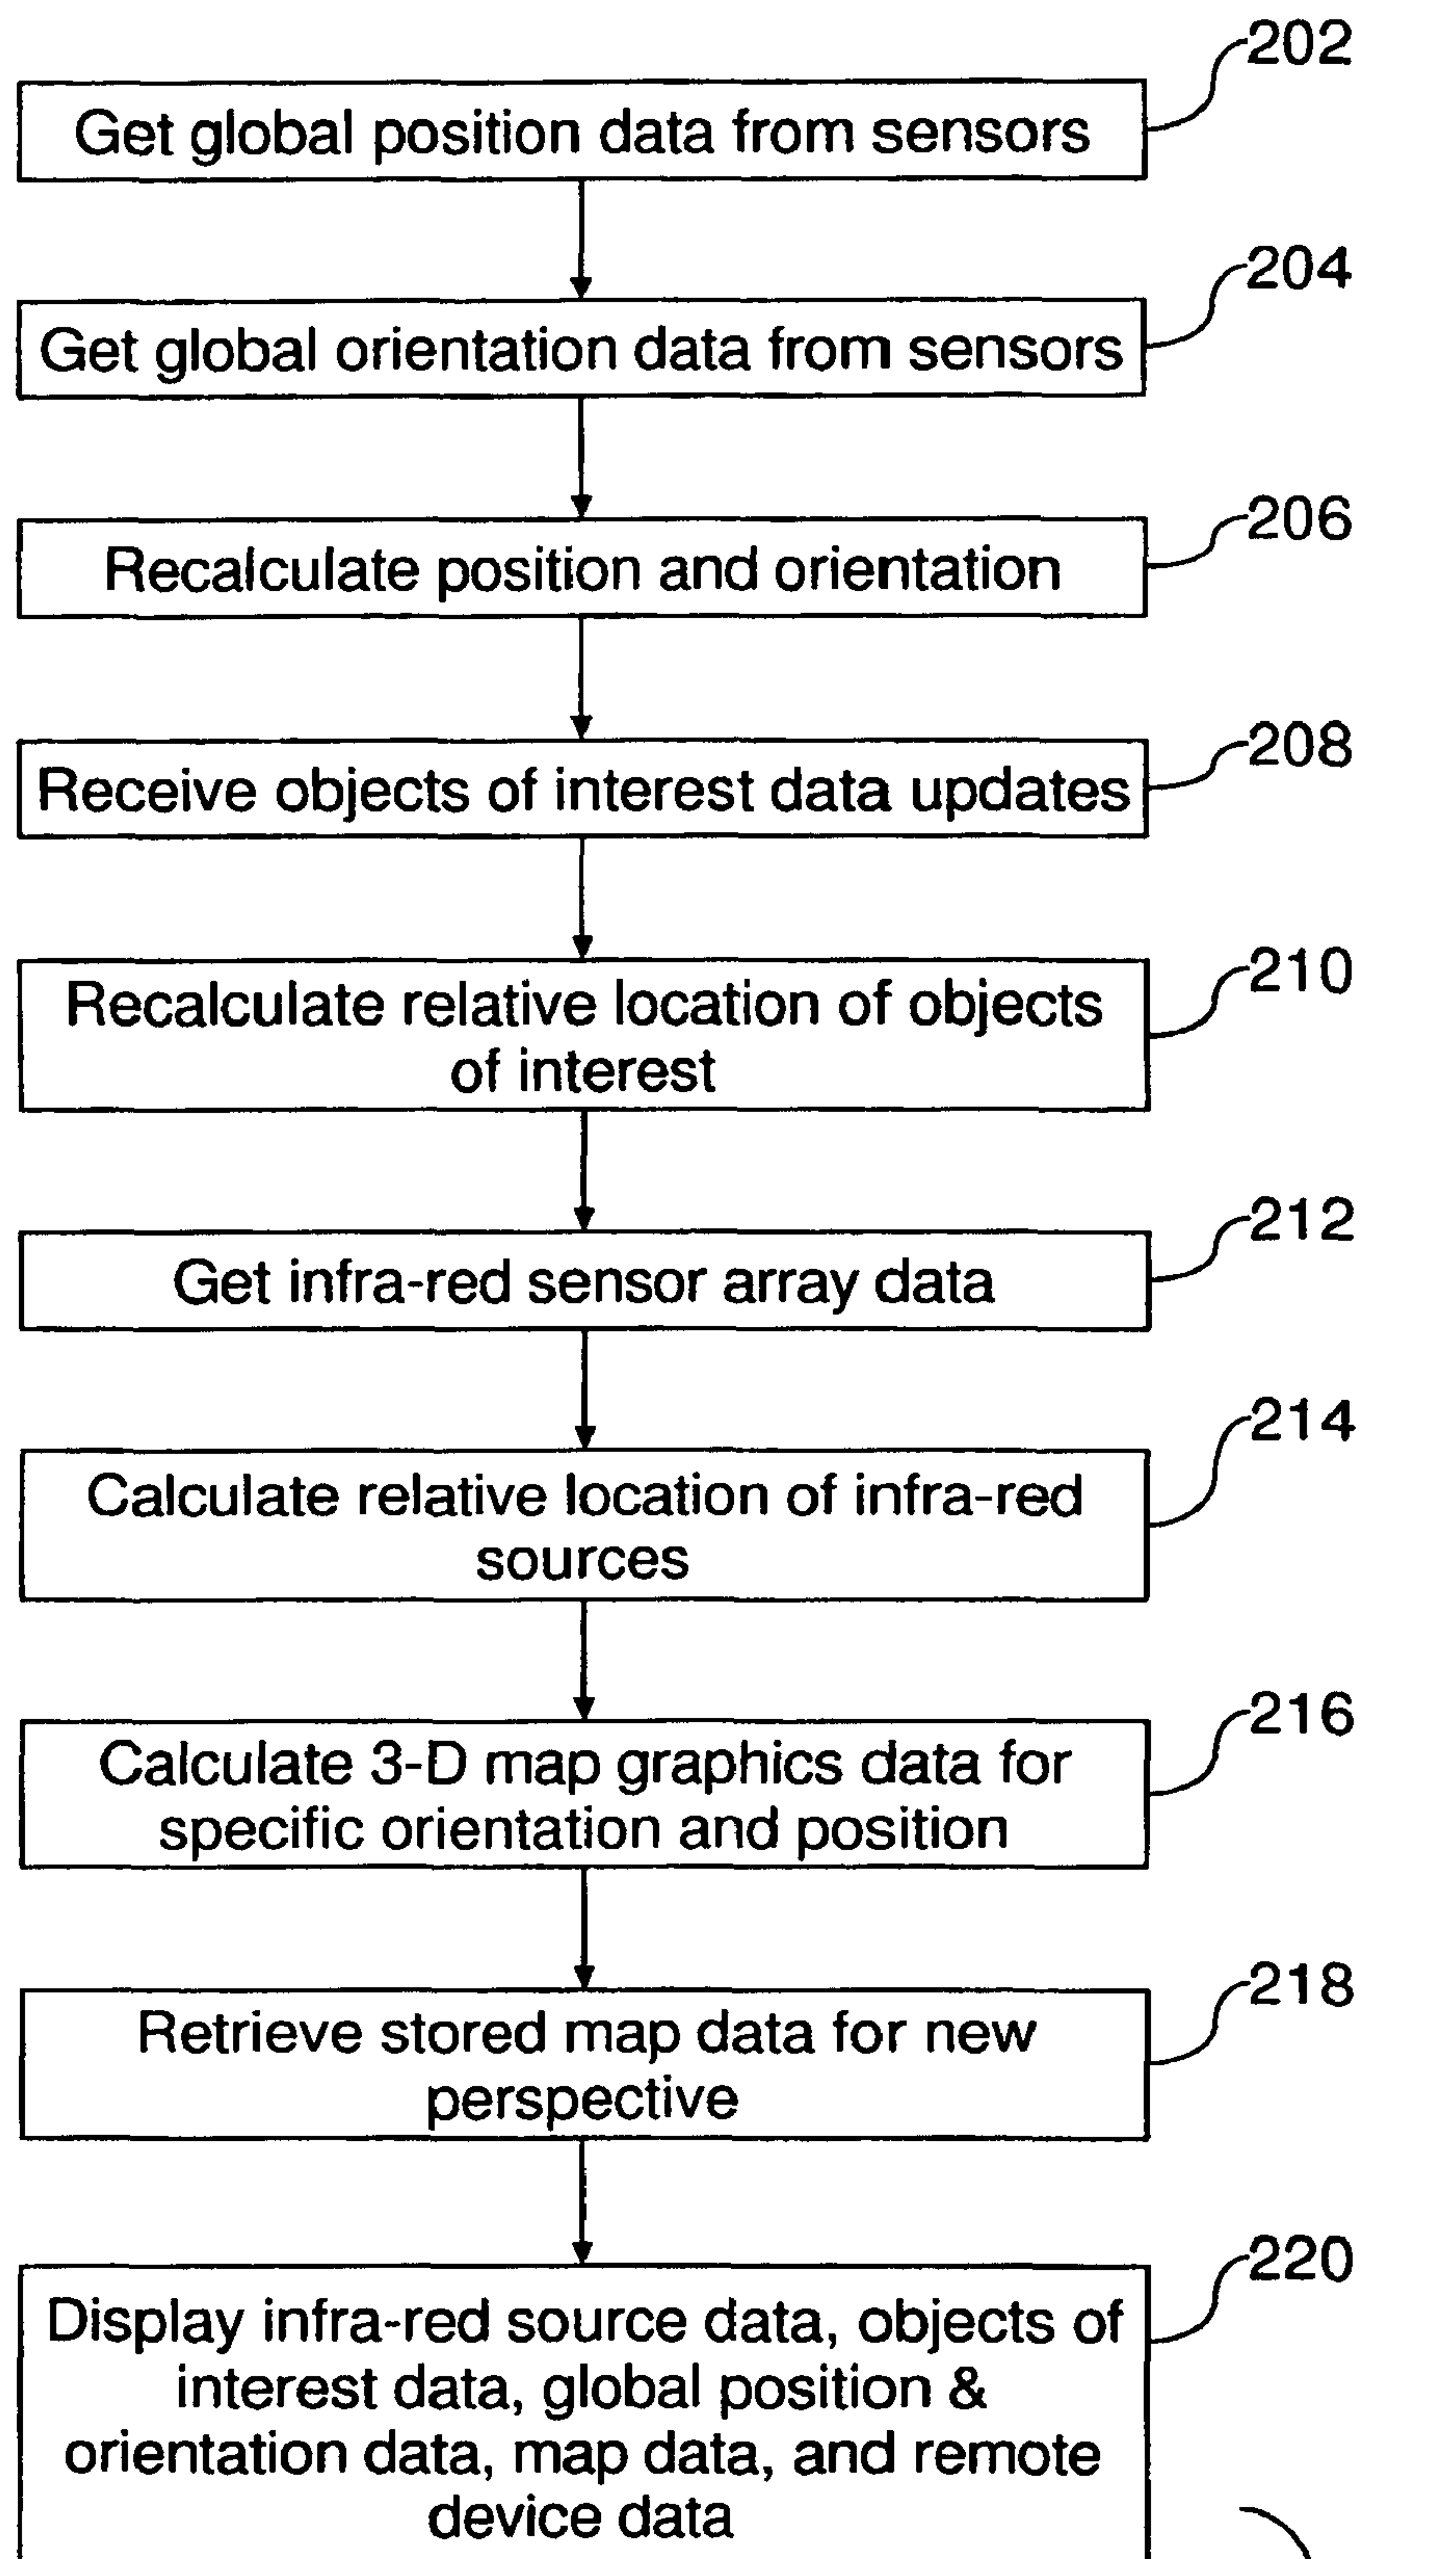 202
Get global position data from sensors
204
Get global orientation data from sensors
206
Recalculate position and orientation
208
Receive objects of interest data updates
210
Recalculate relative location of objects
of interest
212
Get infra-red sensor array data
214
Calculate relative location of infra-red
sources
216
Calculate 3-D map graphics data for
specific orientation and position
218
Retrieve stored map data for new
perspective
220
Display infra-red source data, objects of
interest data, global position &
orientation data, map data, and remote
device data